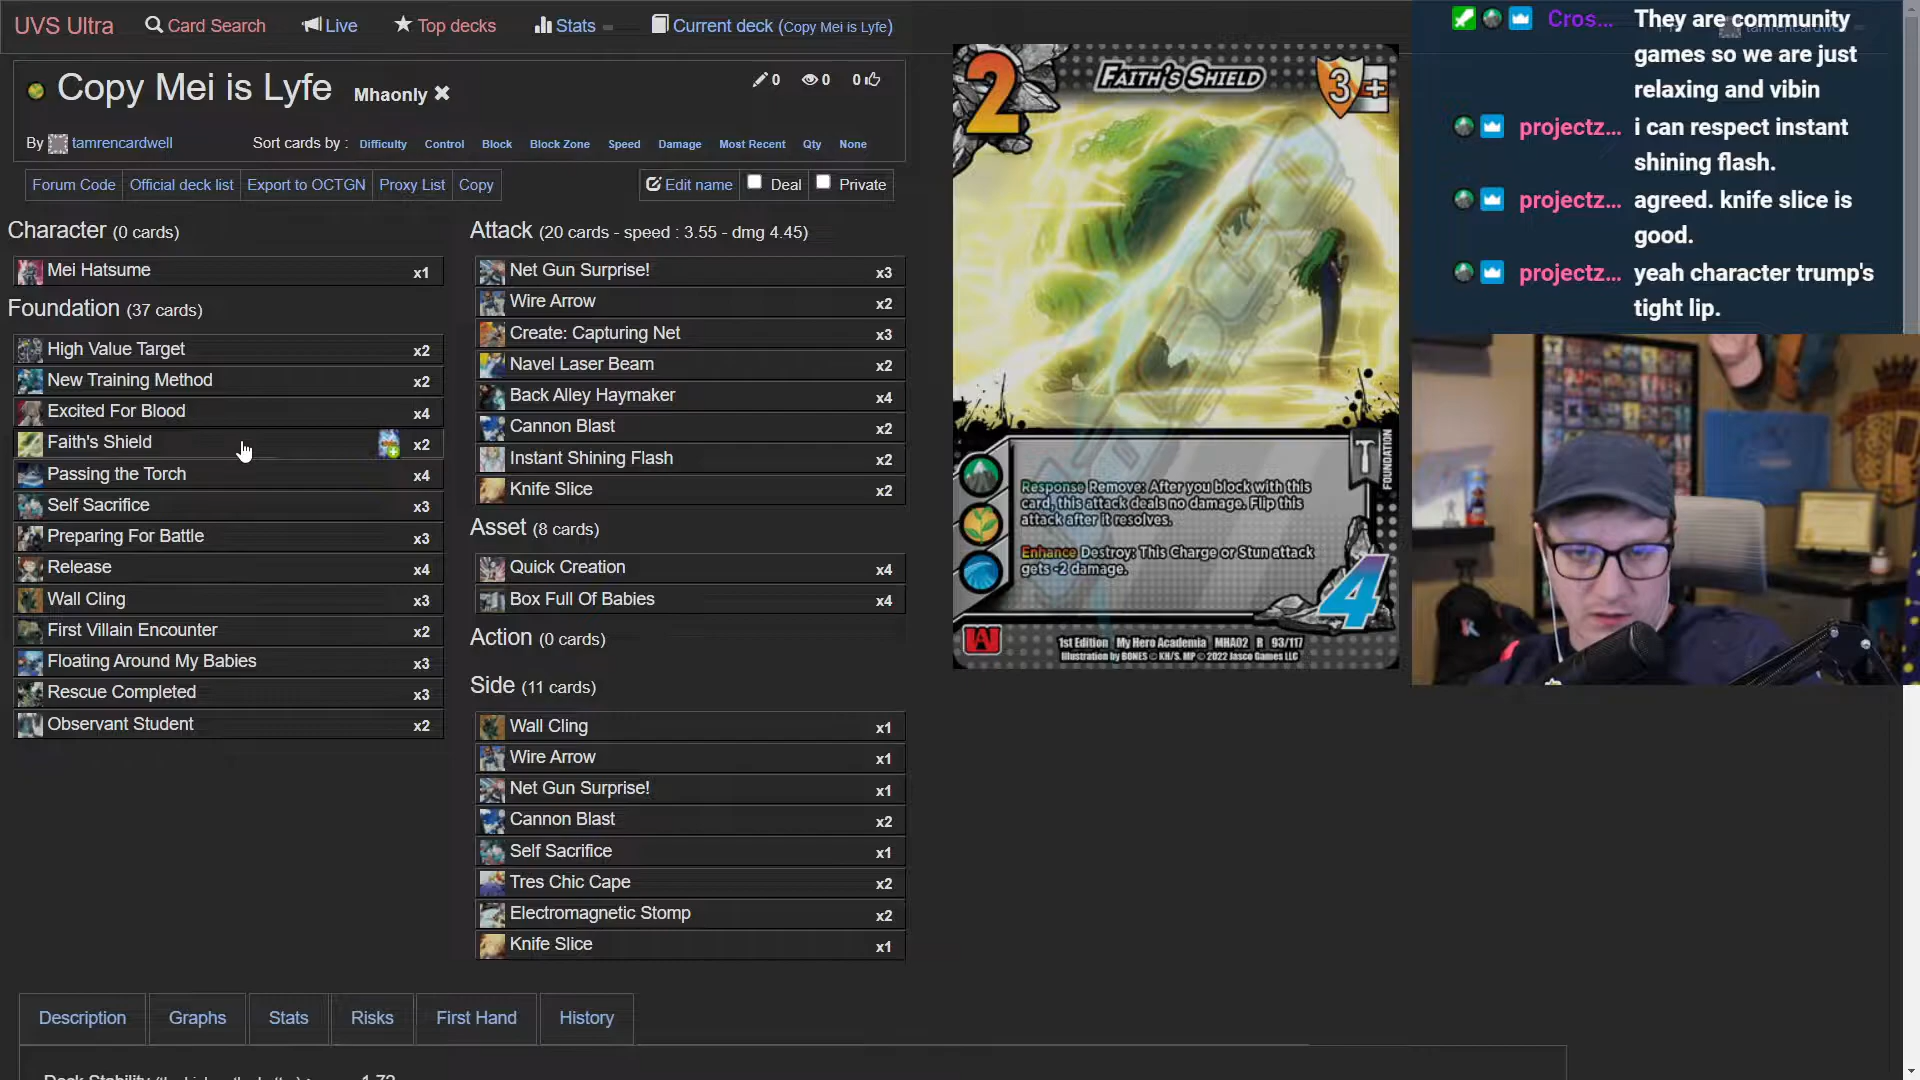 UVS Ultra
Card Search
Live
Top decks
Stats
Current deck (Copy Mei is Lyfe)
Copy Mei is Lyfe
Mhaonly
0
0
0
By tamrencardwell
Sort cards by : Difficulty Control Block Block Zone Speed Damage Most Recent Qty None
Forum Code
Official deck list
Export to OCTGN
Proxy List
Copy
Edit name
Deal
Private
Character (0 cards)
Mei Hatsume x1
Foundation (37 cards)
High Value Target x2
New Training Method x2
Excited For Blood x4
Faith's Shield x2
Passing the Torch x4
Self Sacrifice x3
Preparing For Battle x3
Release x4
Wall Cling x3
First Villain Encounter x2
Floating Around My Babies x3
Rescue Completed x3
Observant Student x2
Attack (20 cards - speed : 3.55 - dmg 4.45)
Net Gun Surprise! x3
Wire Arrow x2
Create: Capturing Net x3
Navel Laser Beam x2
Back Alley Haymaker x4
Cannon Blast x2
Instant Shining Flash x2
Knife Slice x2
Asset (8 cards)
Quick Creation x4
Box Full Of Babies x4
Action (0 cards)
Side (11 cards)
Wall Cling x1
Wire Arrow x1
Net Gun Surprise! x1
Cannon Blast x2
Self Sacrifice x1
Tres Chic Cape x2
Electromagnetic Stomp x2
Knife Slice x1
Description
Graphs
Stats
Risks
First Hand
History
2
FAITH'S SHIELD
3 +
FOUNDATION
Response Remove: After you block with this
card, this attack deals no damage. Flip this
attack after it resolves.
Enhance Destroy: This Charge or Stun attack
gets -2 damage.
4
1st Edition My Hero Academia MHA02 R 93/117
Illustration by BONES © KH/S, MP © 2022 Jasco Games LLC
Cros... They are community
games so we are just
relaxing and vibin
projectz... i can respect instant
shining flash.
projectz... agreed. knife slice is
good.
projectz... yeah character trump's
tight lip.
tamrencardwell